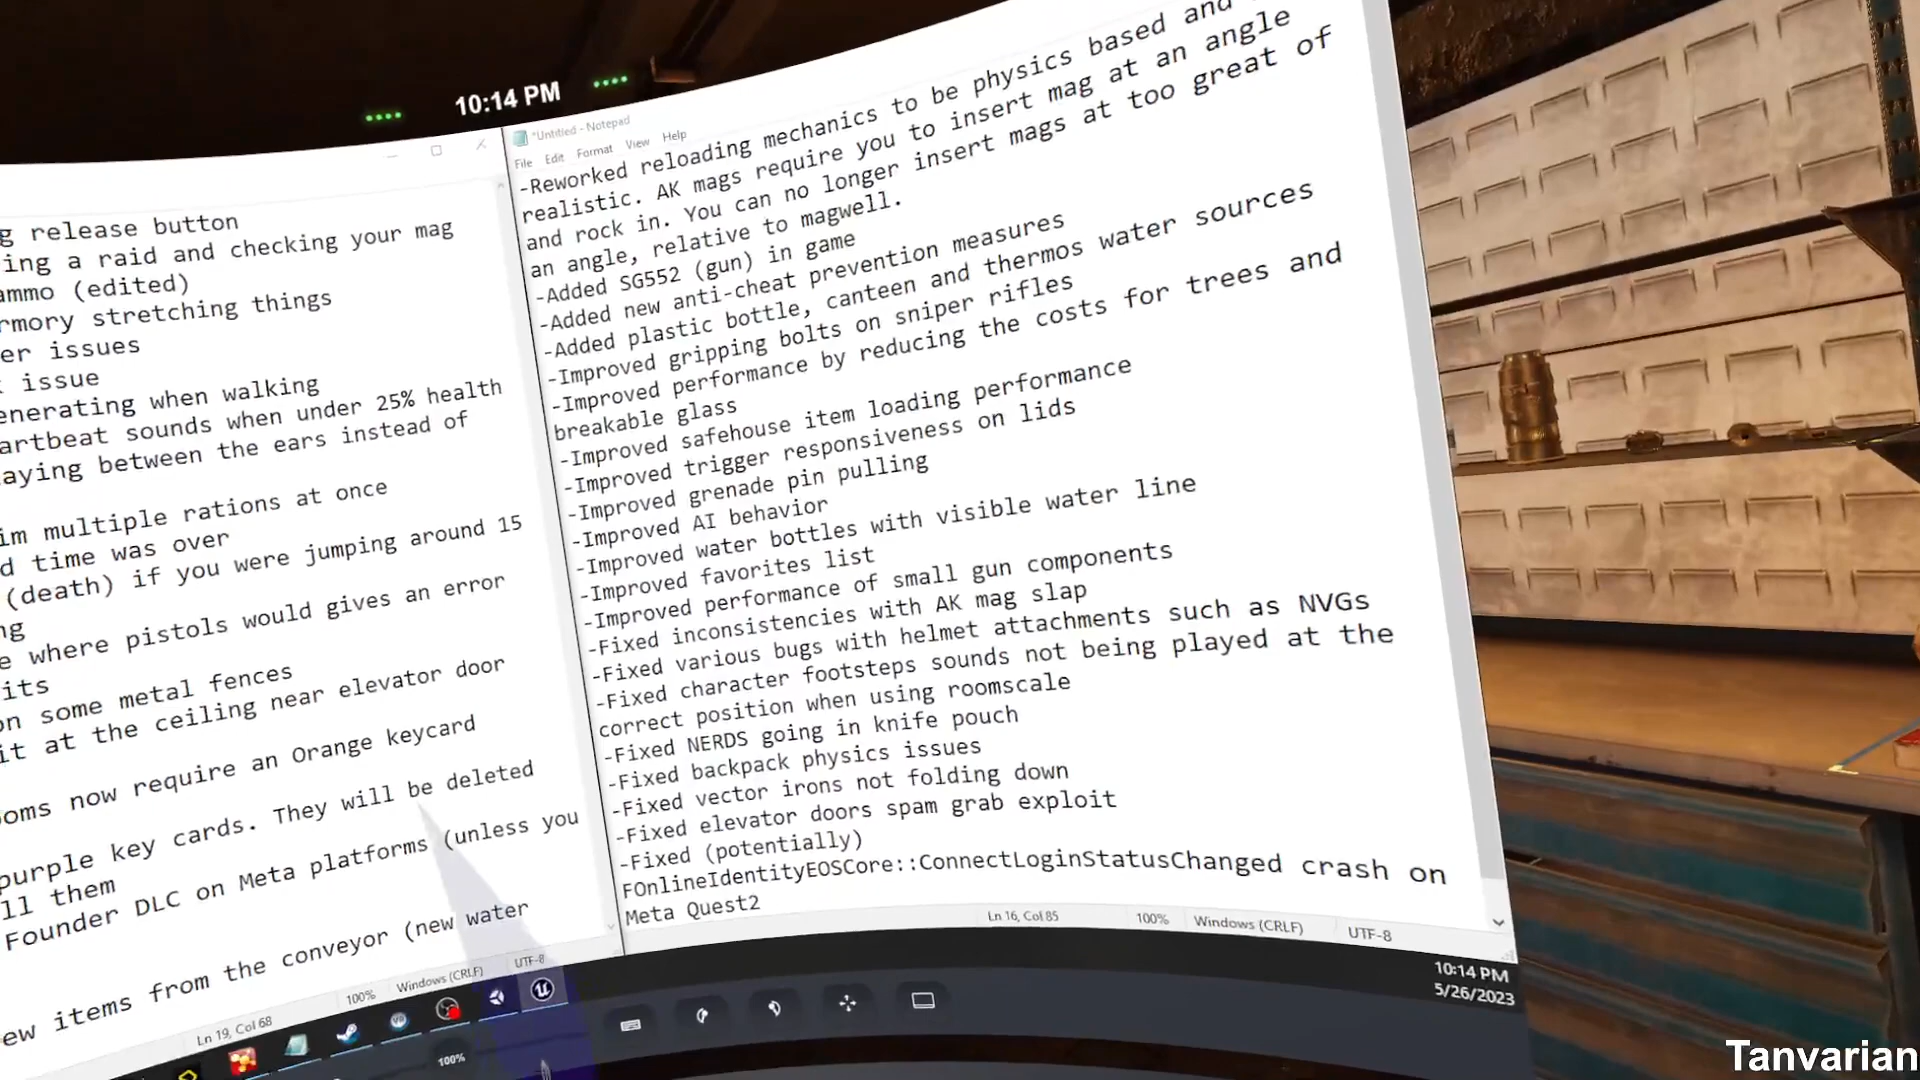 10:14 PM
g release button
ing a raid and checking your mag
ammo (edited)
rmory stretching things
er issues
issue
enerating when walking
artbeat sounds when under 25% health
aying between the ears instead of
im multiple rations at once
d time was over
(death) if you were jumping around 15
ng
e where pistols would gives an error
its
on some metal fences
it at the ceiling near elevator door
oms now require an Orange keycard
purple key cards. They will be deleted
ll them
Founder DLC on Meta platforms (unless you
items from the conveyor (new water
Ln 19, Col 68
100%
Windows (CRLF)
UTF-8
*Untitled - Notepad
File Edit Format View Help
-Reworked reloading mechanics to be physics based and
realistic. AK mags require you to insert mag at an angle
and rock in. You can no longer insert mags at too great of
an angle, relative to magwell.
-Added SG552 (gun) in game
-Added new anti-cheat prevention measures
-Added plastic bottle, canteen and thermos water sources
-Improved gripping bolts on sniper rifles
-Improved performance by reducing the costs for trees and
breakable glass
-Improved safehouse item loading performance
-Improved trigger responsiveness on lids
-Improved grenade pin pulling
-Improved AI behavior
-Improved water bottles with visible water line
-Improved favorites list
-Improved performance of small gun components
-Fixed inconsistencies with AK mag slap
-Fixed various bugs with helmet attachments such as NVGs
-Fixed character footsteps sounds not being played at the
correct position when using roomscale
-Fixed NERDS going in knife pouch
-Fixed backpack physics issues
-Fixed vector irons not folding down
-Fixed elevator doors spam grab exploit
-Fixed (potentially)
FOnlineIdentityEOSCore::ConnectLoginStatusChanged crash on
Meta Quest2
Ln 16, Col 85
100%
Windows (CRLF)
UTF-8
10:14 PM
5/26/2023
100%
Tanvarian